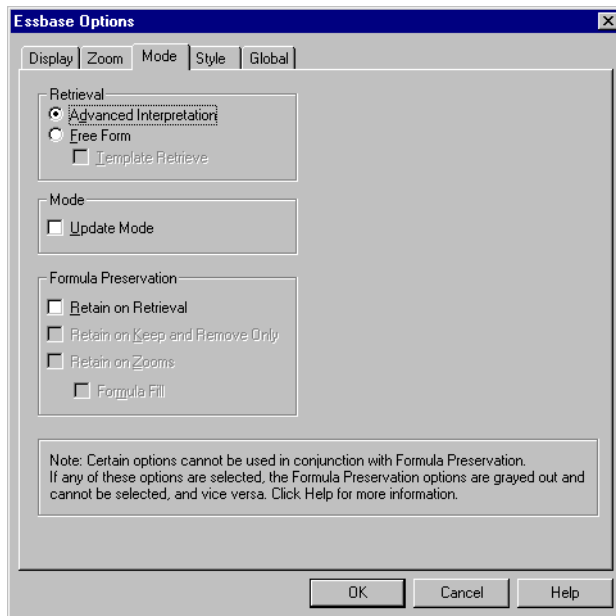 Essbase Options
Display Zoom Mode Style Global
Retrieval
Advanced Interpretation
Free Form
Template Retrieve
Mode
Update Mode
Formula Preservation
Retain on Retrieval
Retain on Keep and Remove Only
Retain on Zooms
Formula Fill
Note: Certain options cannot be used in conjunction with Formula Preservation.
If any of these options are selected, the Formula Preservation options are grayed out and
cannot be selected, and vice versa. Click Help for more information.
OK Cancel Help